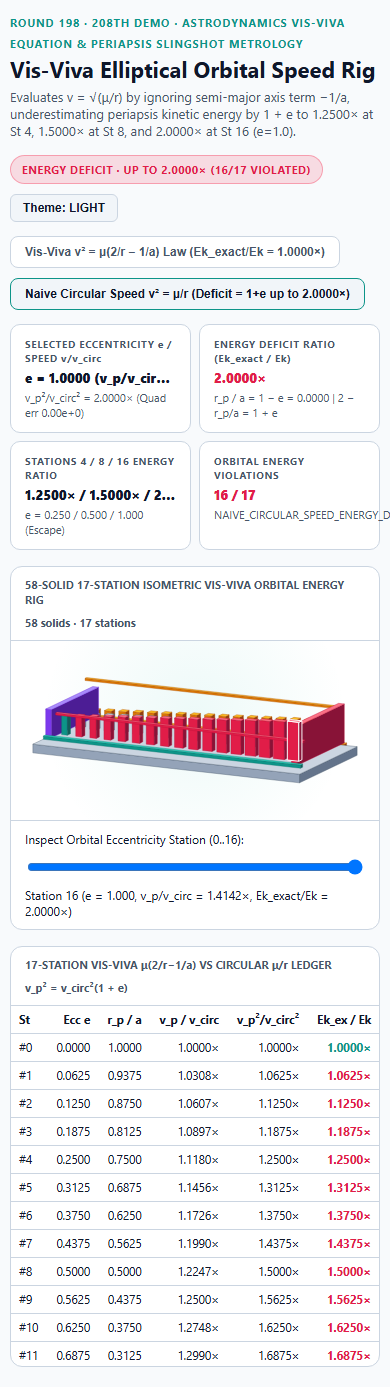 ROUND 198 · 208TH DEMO · ASTRODYNAMICS VIS-VIVA
EQUATION & PERIAPSIS SLINGSHOT METROLOGY
Vis-Viva Elliptical Orbital Speed Rig
Evaluates v = √(μ/r) by ignoring semi-major axis term −1/a,
underestimating periapsis kinetic energy by 1 + e to 1.2500× at
St 4, 1.5000× at St 8, and 2.0000× at St 16 (e=1.0).
ENERGY DEFICIT · UP TO 2.0000× (16/17 VIOLATED)
Theme: LIGHT
Vis-Viva v² = μ(2/r − 1/a) Law (Ek_exact/Ek = 1.0000×)
Naive Circular Speed v² = μ/r (Deficit = 1+e up to 2.0000×)
SELECTED ECCENTRICITY e /
SPEED v/v_circ
e = 1.0000 (v_p/v_cir...
v_p²/v_circ² = 2.0000× (Quad
err 0.00e+0)
ENERGY DEFICIT RATIO
(Ek_exact / Ek)
2.0000×
r_p / a = 1 − e = 0.0000 | 2 −
r_p/a = 1 + e
STATIONS 4 / 8 / 16 ENERGY
RATIO
1.2500× / 1.5000× / 2...
e = 0.250 / 0.500 / 1.000
(Escape)
ORBITAL ENERGY
VIOLATIONS
16 / 17
NAIVE_CIRCULAR_SPEED_ENERGY_D
58-SOLID 17-STATION ISOMETRIC VIS-VIVA ORBITAL ENERGY
RIG
58 solids · 17 stations
Inspect Orbital Eccentricity Station (0..16):
Station 16 (e = 1.000, v_p/v_circ = 1.4142×, Ek_exact/Ek =
2.0000×)
17-STATION VIS-VIVA μ(2/r−1/a) VS CIRCULAR μ/r LEDGER
v_p² = v_circ²(1 + e)
St Ecc e r_p / a v_p / v_circ v_p²/v_circ² Ek_ex / Ek
#0 0.0000 1.0000 1.0000× 1.0000× 1.0000×
#1 0.0625 0.9375 1.0308× 1.0625× 1.0625×
#2 0.1250 0.8750 1.0607× 1.1250× 1.1250×
#3 0.1875 0.8125 1.0897× 1.1875× 1.1875×
#4 0.2500 0.7500 1.1180× 1.2500× 1.2500×
#5 0.3125 0.6875 1.1456× 1.3125× 1.3125×
#6 0.3750 0.6250 1.1726× 1.3750× 1.3750×
#7 0.4375 0.5625 1.1990× 1.4375× 1.4375×
#8 0.5000 0.5000 1.2247× 1.5000× 1.5000×
#9 0.5625 0.4375 1.2500× 1.5625× 1.5625×
#10 0.6250 0.3750 1.2748× 1.6250× 1.6250×
#11 0.6875 0.3125 1.2990× 1.6875× 1.6875×